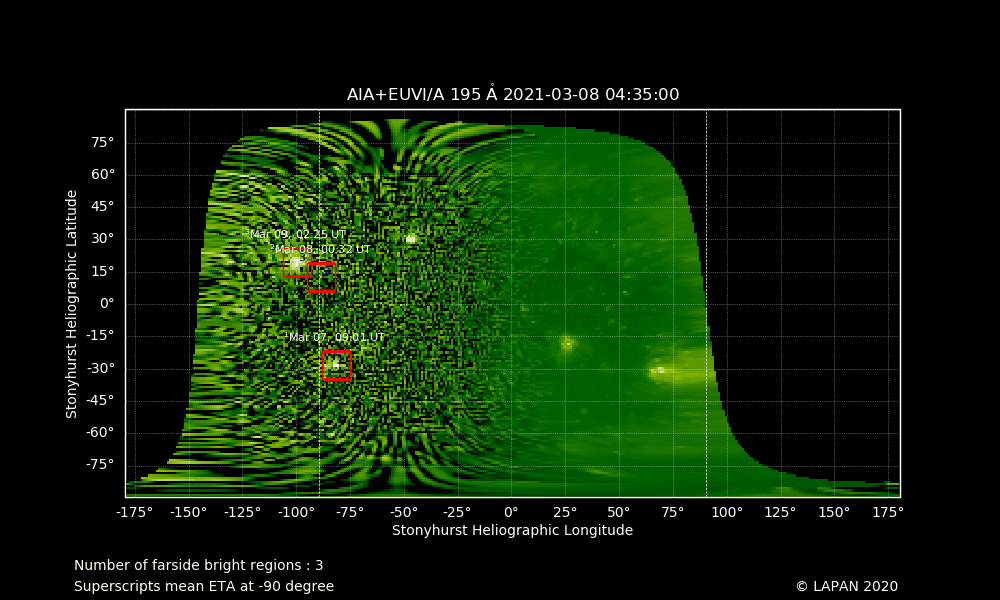 AIA+EUVI/A 195 Å 2021-03-08 04:35:00
75°
60°
45°
30°
15°
0°
-15°
-30°
-45°
-60°
-75°
Stonyhurst Heliographic Latitude
³Mar 09, 02:25 UT
²Mar 08, 00:32 UT
¹Mar 07, 09:01 UT
-175° -150° -125° -100° -75° -50° -25° 0° 25° 50° 75° 100° 125° 150° 175°
Stonyhurst Heliographic Longitude
Number of farside bright regions : 3
Superscripts mean ETA at -90 degree
© LAPAN 2020